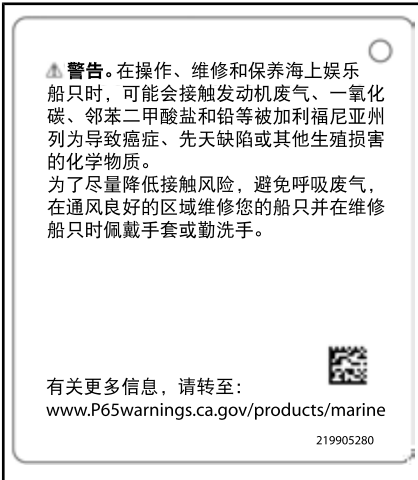 ⚠ 警告。在操作、维修和保养海上娱乐
船只时，可能会接触发动机废气、一氧化
碳、邻苯二甲酸盐和铅等被加利福尼亚州
列为导致癌症、先天缺陷或其他生殖损害
的化学物质。
为了尽量降低接触风险，避免呼吸废气，
在通风良好的区域维修您的船只并在维修
船只时佩戴手套或勤洗手。
有关更多信息，请转至：
www.P65warnings.ca.gov/products/marine
219905280